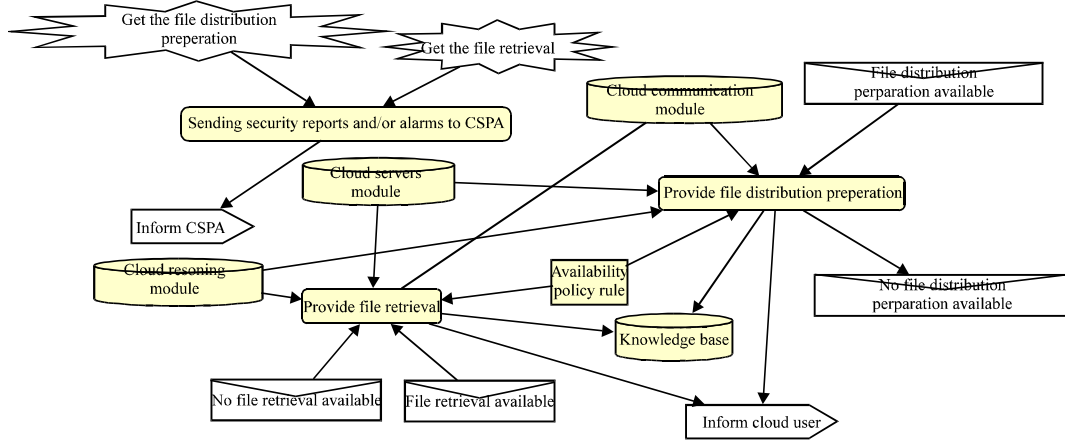 Get the file distribution
preperation
Get the file retrieval
Cloud communication
module
File distribution
perparation available
Sending security reports and/or alarms to CSPA
Cloud servers
module
Provide file distribution preperation
Inform CSPA
Cloud resoning
module
Availability
policy rule
No file distribution
perparation available
Provide file retrieval
Knowledge base
No file retrieval available
File retrieval available
Inform cloud user